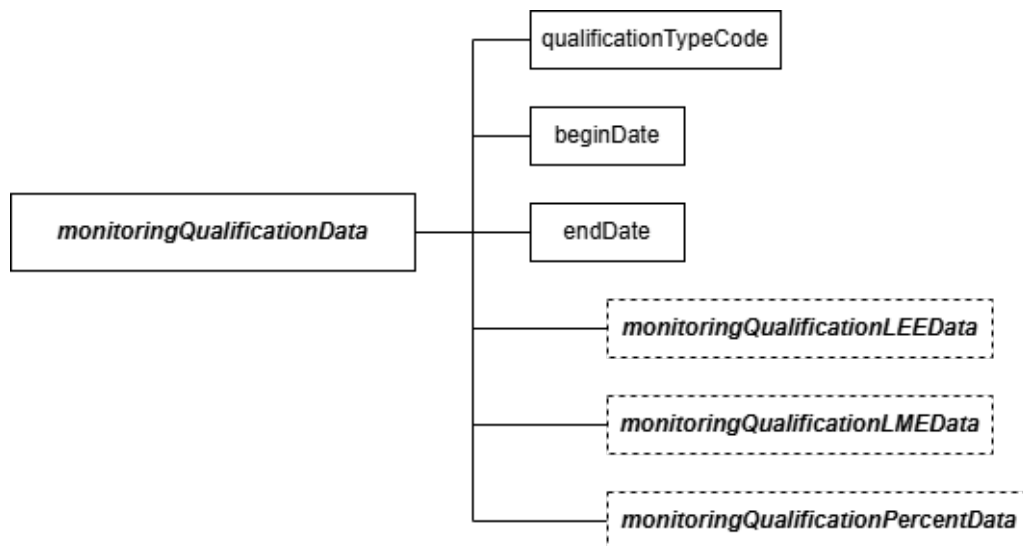 qualificationTypeCode
beginDate
monitoringQualificationData
endDate
monitoringQualificationLEEData
monitoringQualificationLMEData
monitoringQualificationPercentData